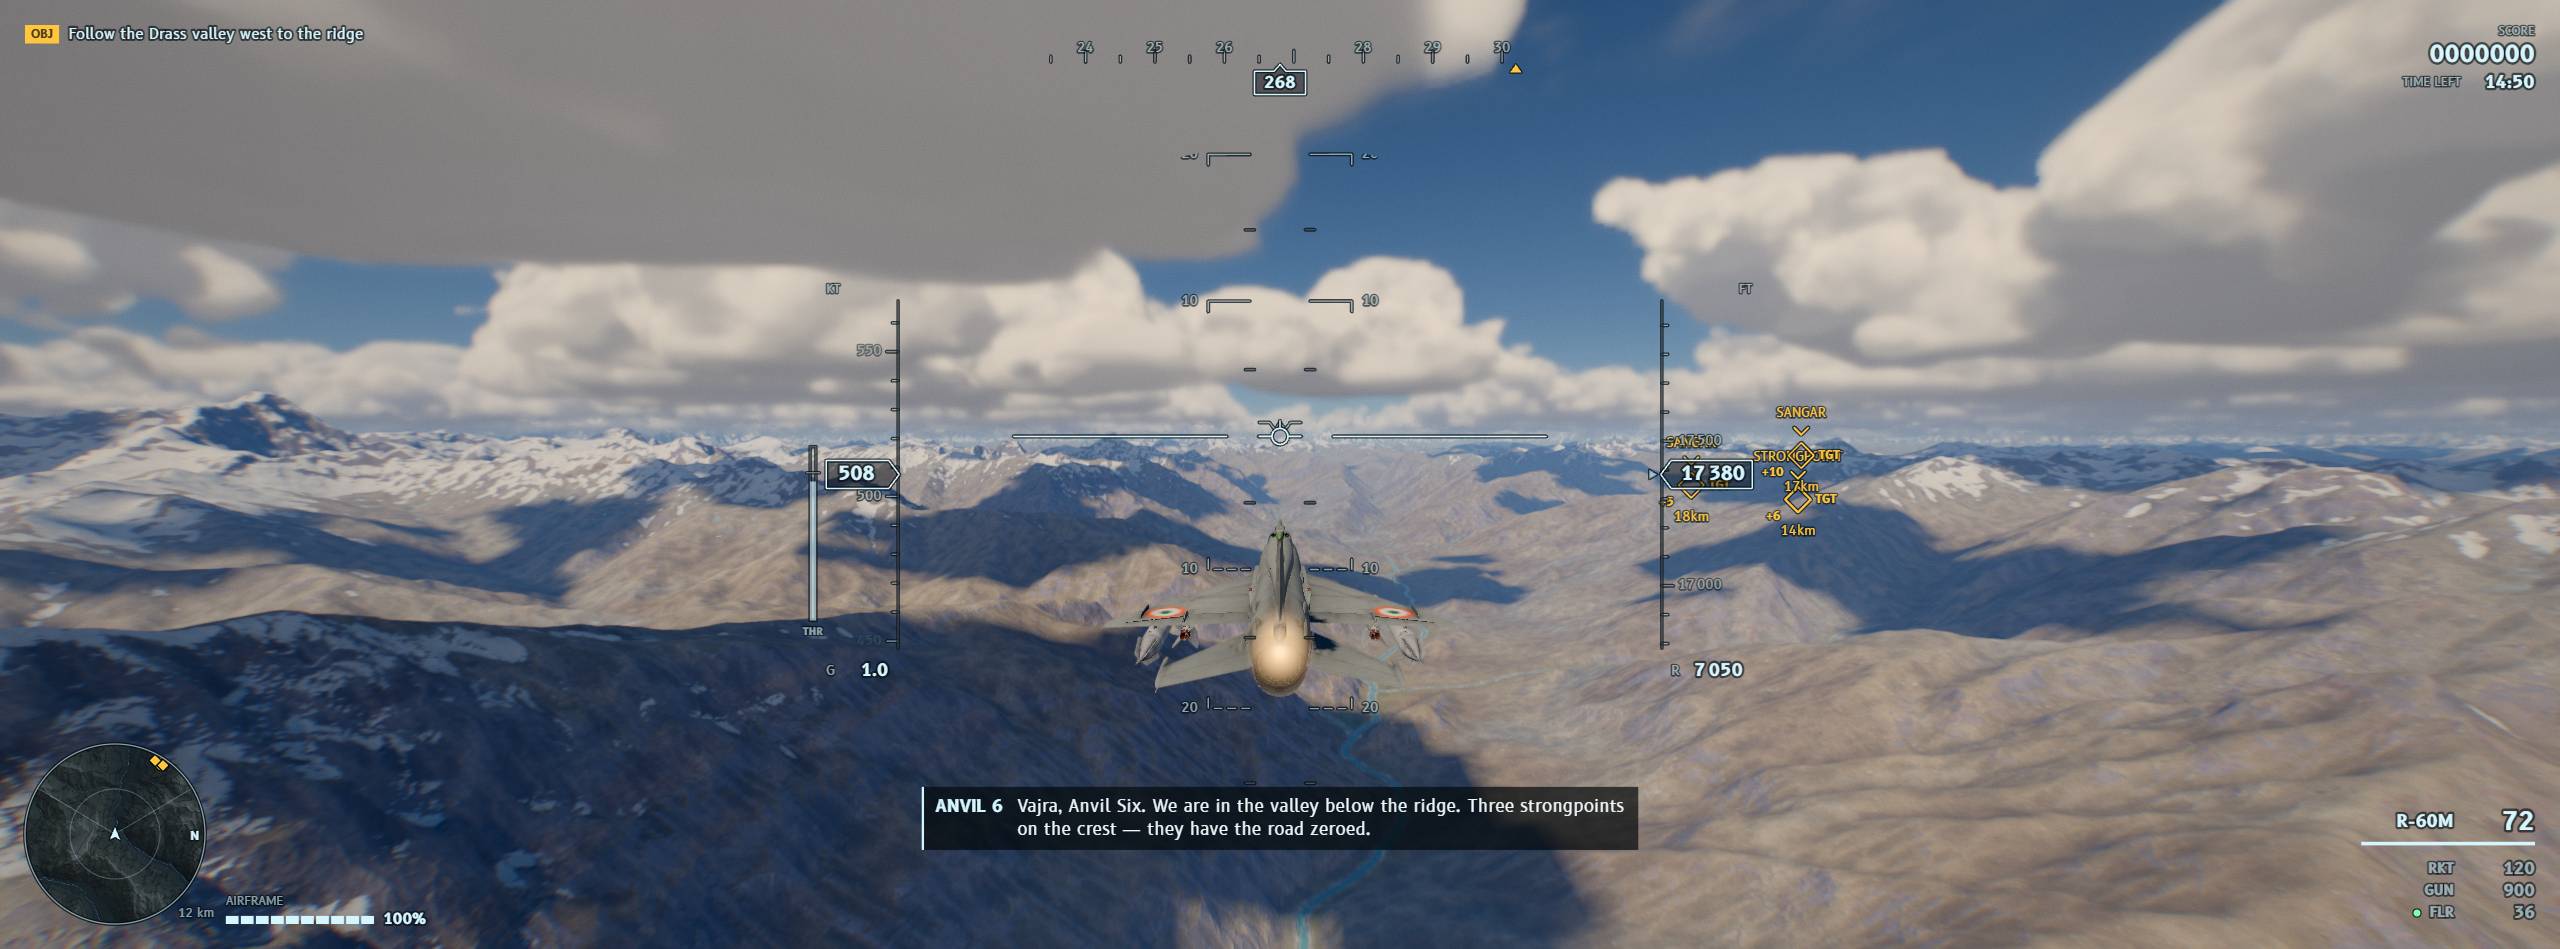 OBJ Follow the Drass valley west to the ridge
24 25 26 28 29 30
268
SCORE
0000000
TIME LEFT 14:50
KT
FT
10 10
550
508
500
450
THR
G 1.0
SANGAR
17500
TGT
+10
17 380
17km
TGT
+6
18km
14km
17000
R 7050
10 10
20 20
ANVIL 6 Vajra, Anvil Six. We are in the valley below the ridge. Three strongpoints
on the crest — they have the road zeroed.
N
12 km
AIRFRAME
100%
R-60M 72
RKT 120
GUN 900
FLR 36